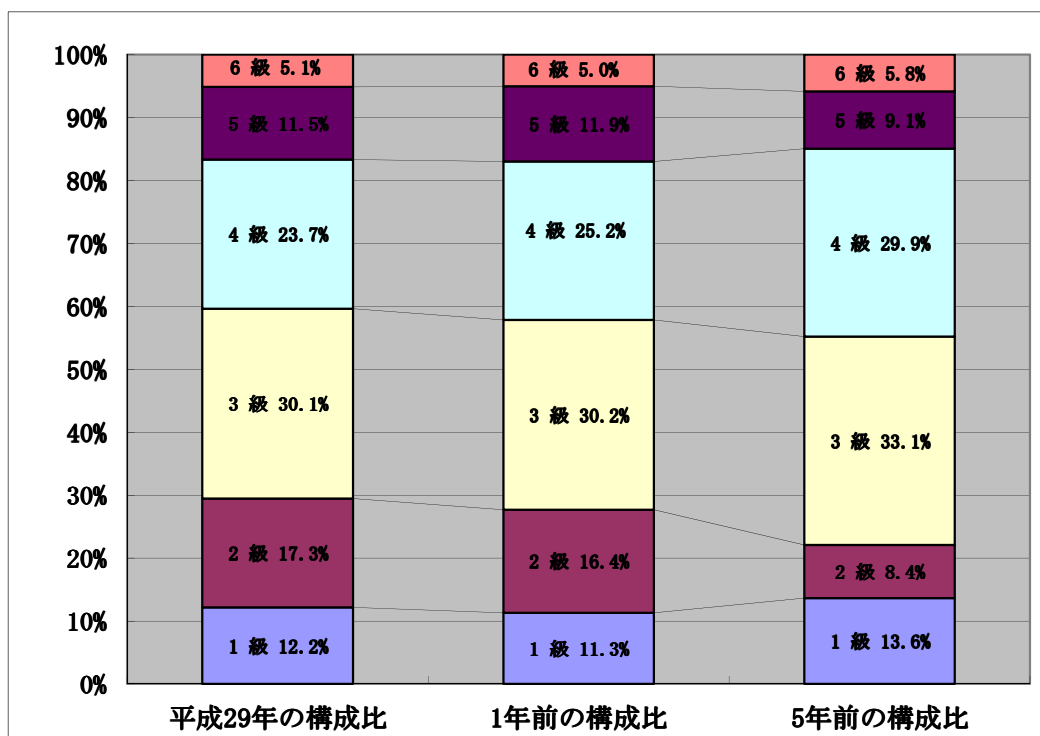 100%
90%
80%
70%
60%
50%
40%
30%
20%
10%
0%
6 級 5.1%
5 級 11.5%
4 級 23.7%
3 級 30.1%
2 級 17.3%
1 級 12.2%
6 級 5.0%
5 級 11.9%
4 級 25.2%
3 級 30.2%
2 級 16.4%
1 級 11.3%
6 級 5.8%
5 級 9.1%
4 級 29.9%
3 級 33.1%
2 級 8.4%
1 級 13.6%
平成29年の構成比
1年前の構成比
5年前の構成比